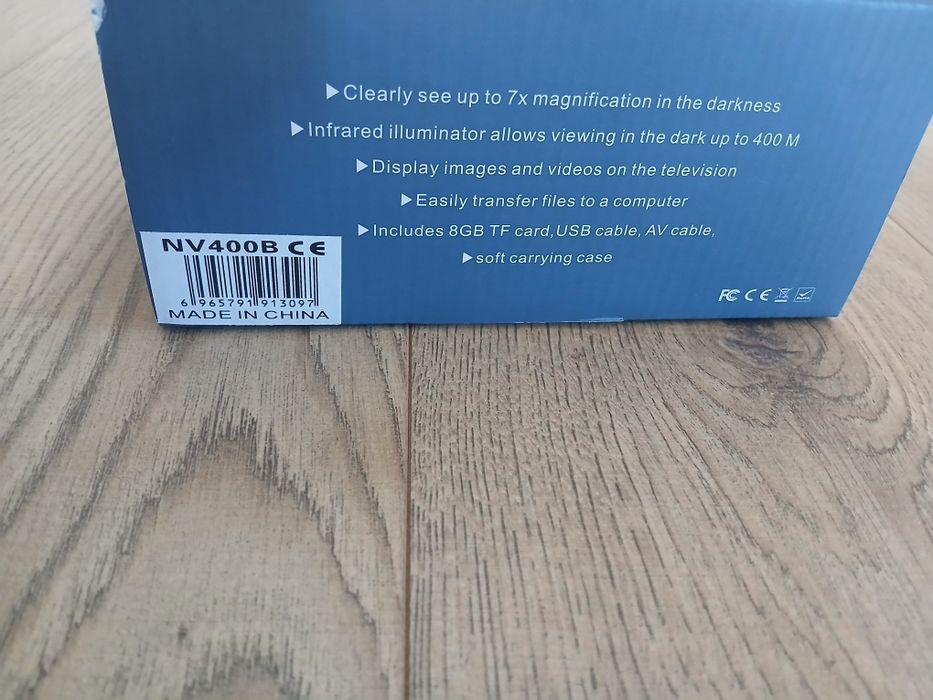 ▶Clearly see up to 7x magnification in the darkness
▶Infrared illuminator allows viewing in the dark up to 400 M
▶Display images and videos on the television
▶Easily transfer files to a computer
▶Includes 8GB TF card,USB cable, AV cable,
▶soft carrying case
NV400B CE
6 965791 913097
MADE IN CHINA
FC CE